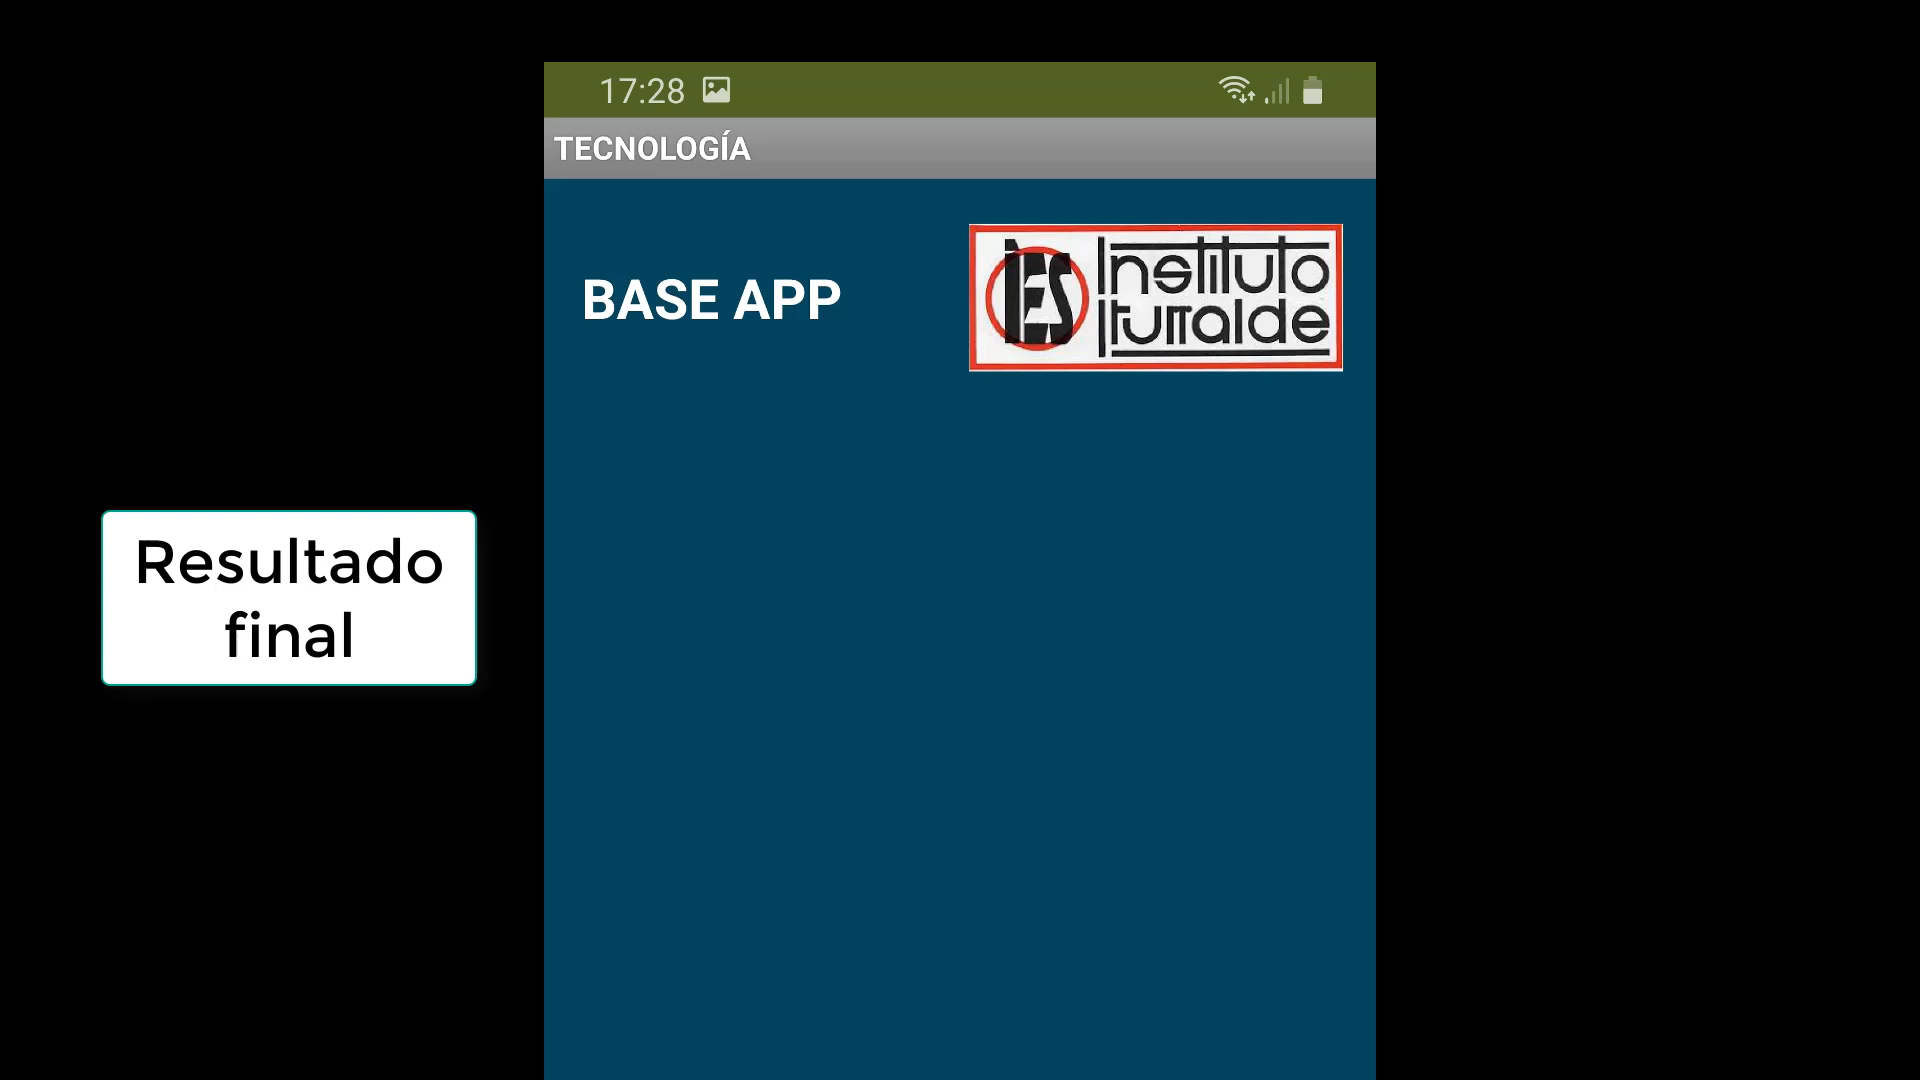 17:28
TECNOLOGÍA
BASE APP
IES Instituto
Iturralde
Resultado
final